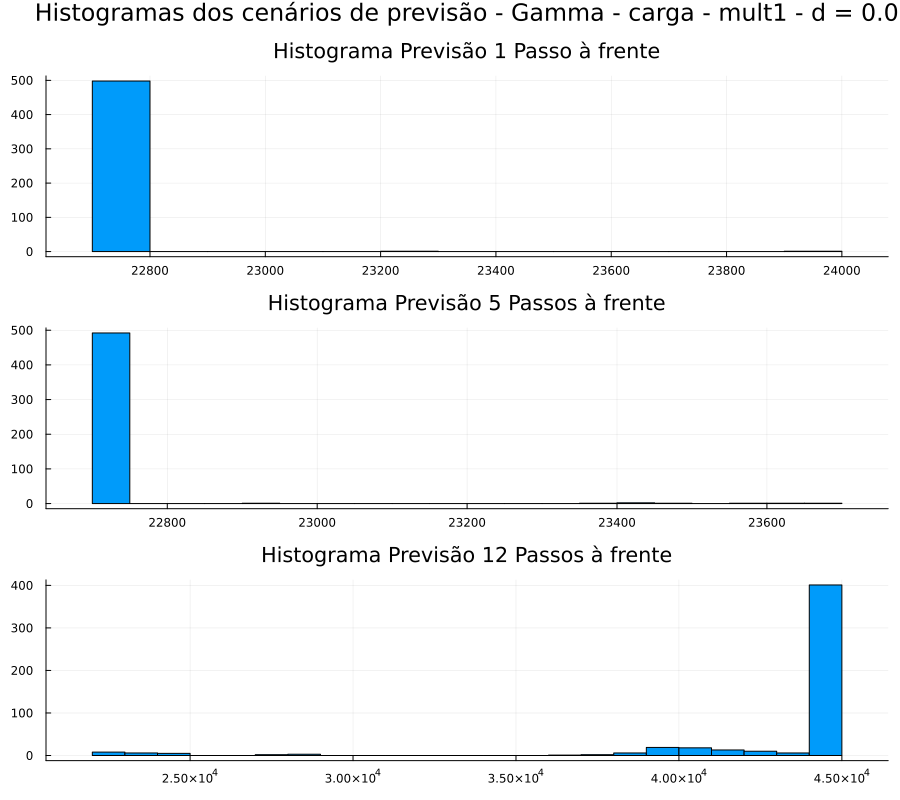 Histogramas dos cenários de previsão - Gamma - carga - mult1 - d = 0.0
Histograma Previsão 1 Passo à frente
500
400
300
200
100
0
22800 23000 23200 23400 23600 23800 24000
Histograma Previsão 5 Passos à frente
500
400
300
200
100
0
22800 23000 23200 23400 23600
Histograma Previsão 12 Passos à frente
400
300
200
100
0
2.50×10⁴ 3.00×10⁴ 3.50×10⁴ 4.00×10⁴ 4.50×10⁴